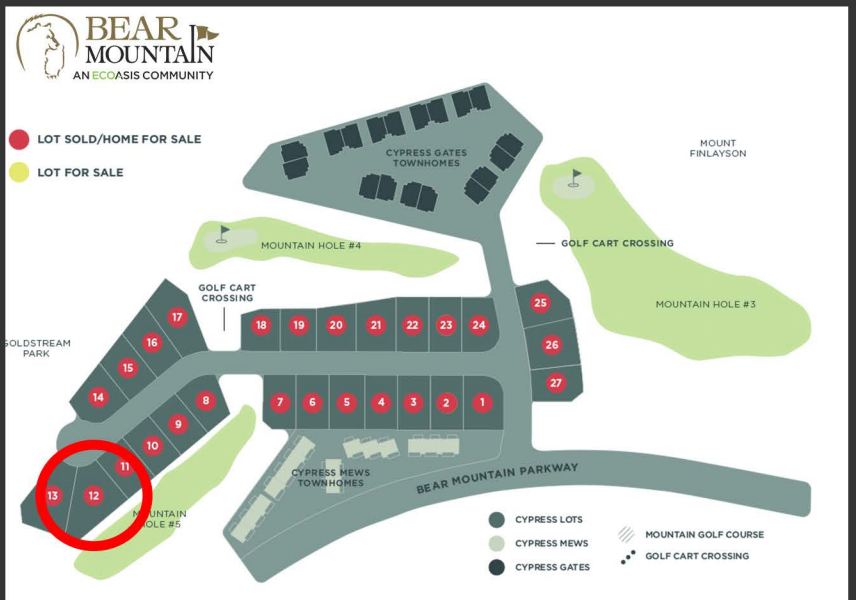 BEAR
MOUNTAIN
AN ECOASIS COMMUNITY
LOT SOLD/HOME FOR SALE
LOT FOR SALE
CYPRESS GATES
TOWNHOMES
MOUNT
FINLAYSON
MOUNTAIN HOLE #4
GOLF CART CROSSING
GOLF CART
CROSSING
MOUNTAIN HOLE #3
GOLDSTREAM
PARK
17
16
15
14
18 19 20 21 22 23 24
25
26
27
8
9
10
11
12
13
7 6 5 4 3 2 1
CYPRESS MEWS
TOWNHOMES
BEAR MOUNTAIN PARKWAY
MOUNTAIN
HOLE #5
CYPRESS LOTS
CYPRESS MEWS
CYPRESS GATES
MOUNTAIN GOLF COURSE
GOLF CART CROSSING